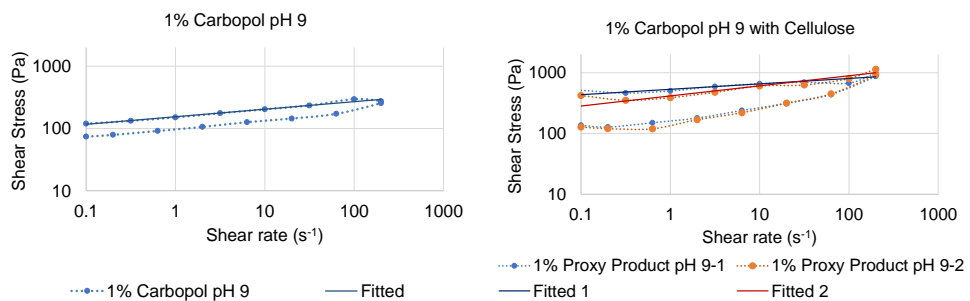 1% Carbopol pH 9
Shear Stress (Pa)
1000
100
10
0.1 1 10 100 1000
Shear rate (s⁻¹)
1% Carbopol pH 9 Fitted
1% Carbopol pH 9 with Cellulose
Shear Stress (Pa)
1000
100
10
0.1 1 10 100 1000
Shear rate (s⁻¹)
1% Proxy Product pH 9-1 1% Proxy Product pH 9-2
Fitted 1 Fitted 2